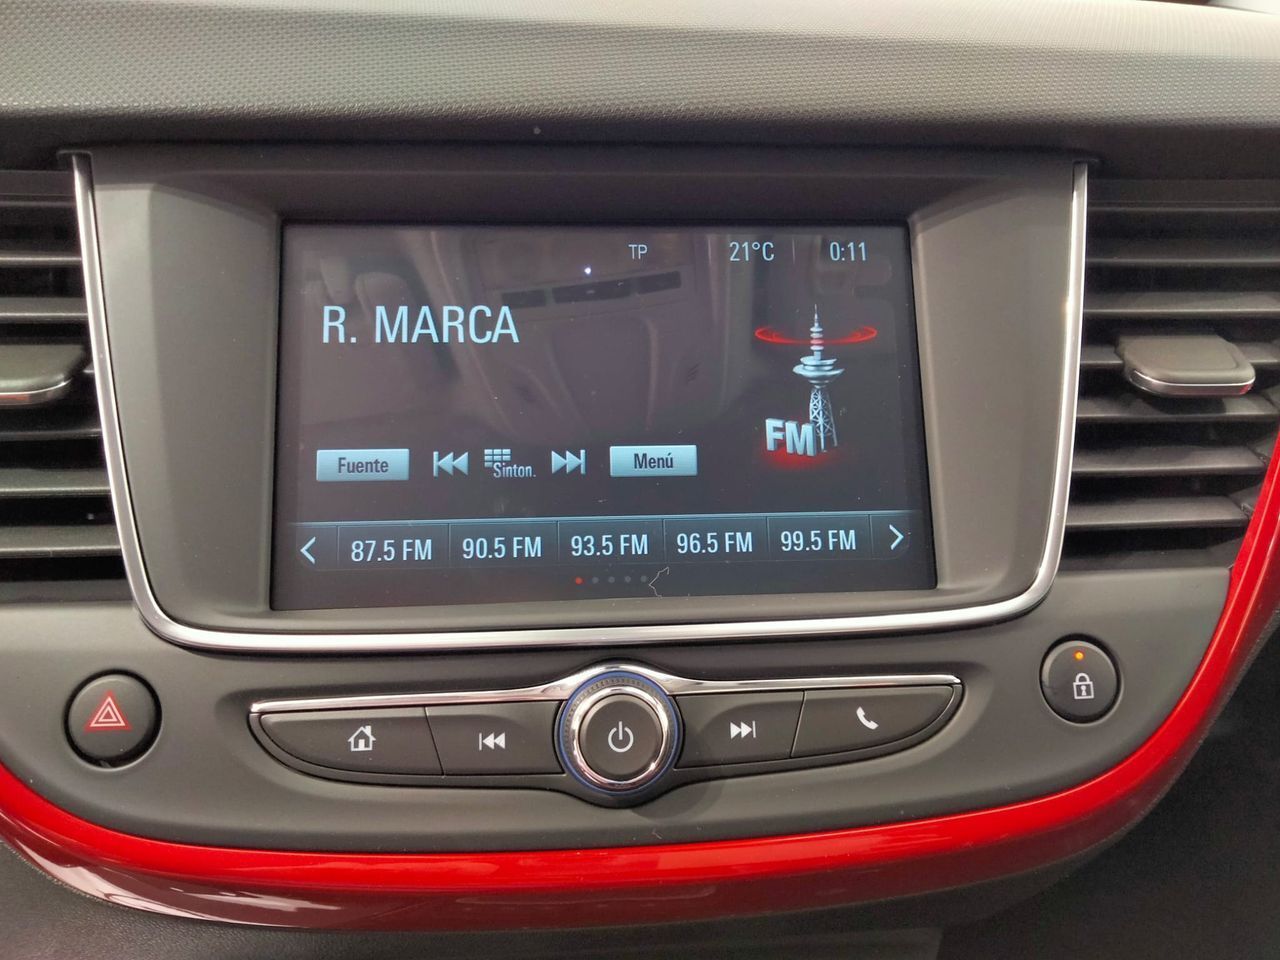 TP 21°C 0:11
R. MARCA
FM
Fuente Sinton. Menú
87.5 FM 90.5 FM 93.5 FM 96.5 FM 99.5 FM